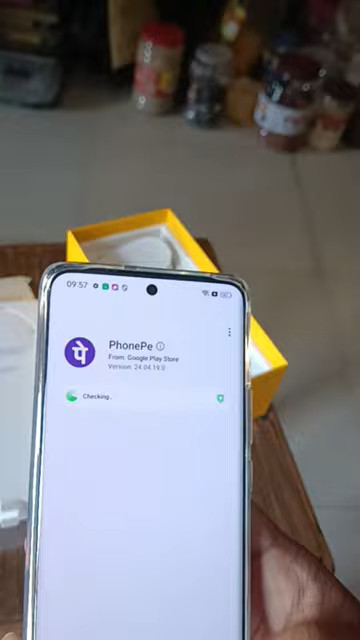 09:57
PhonePe
पे
From: Google Play Store
Version: 24.04.19.0
Checking..